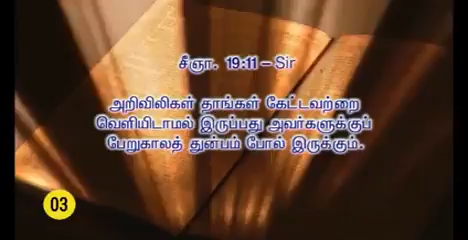 சீஞா. 19:11 – Sir
அறிவிலிகள் தாங்கள் கேட்டவற்றை
வெளியிடாமல் இருப்பது அவர்களுக்குப்
பேறுகாலத் துன்பம் போல் இருக்கும்.
03